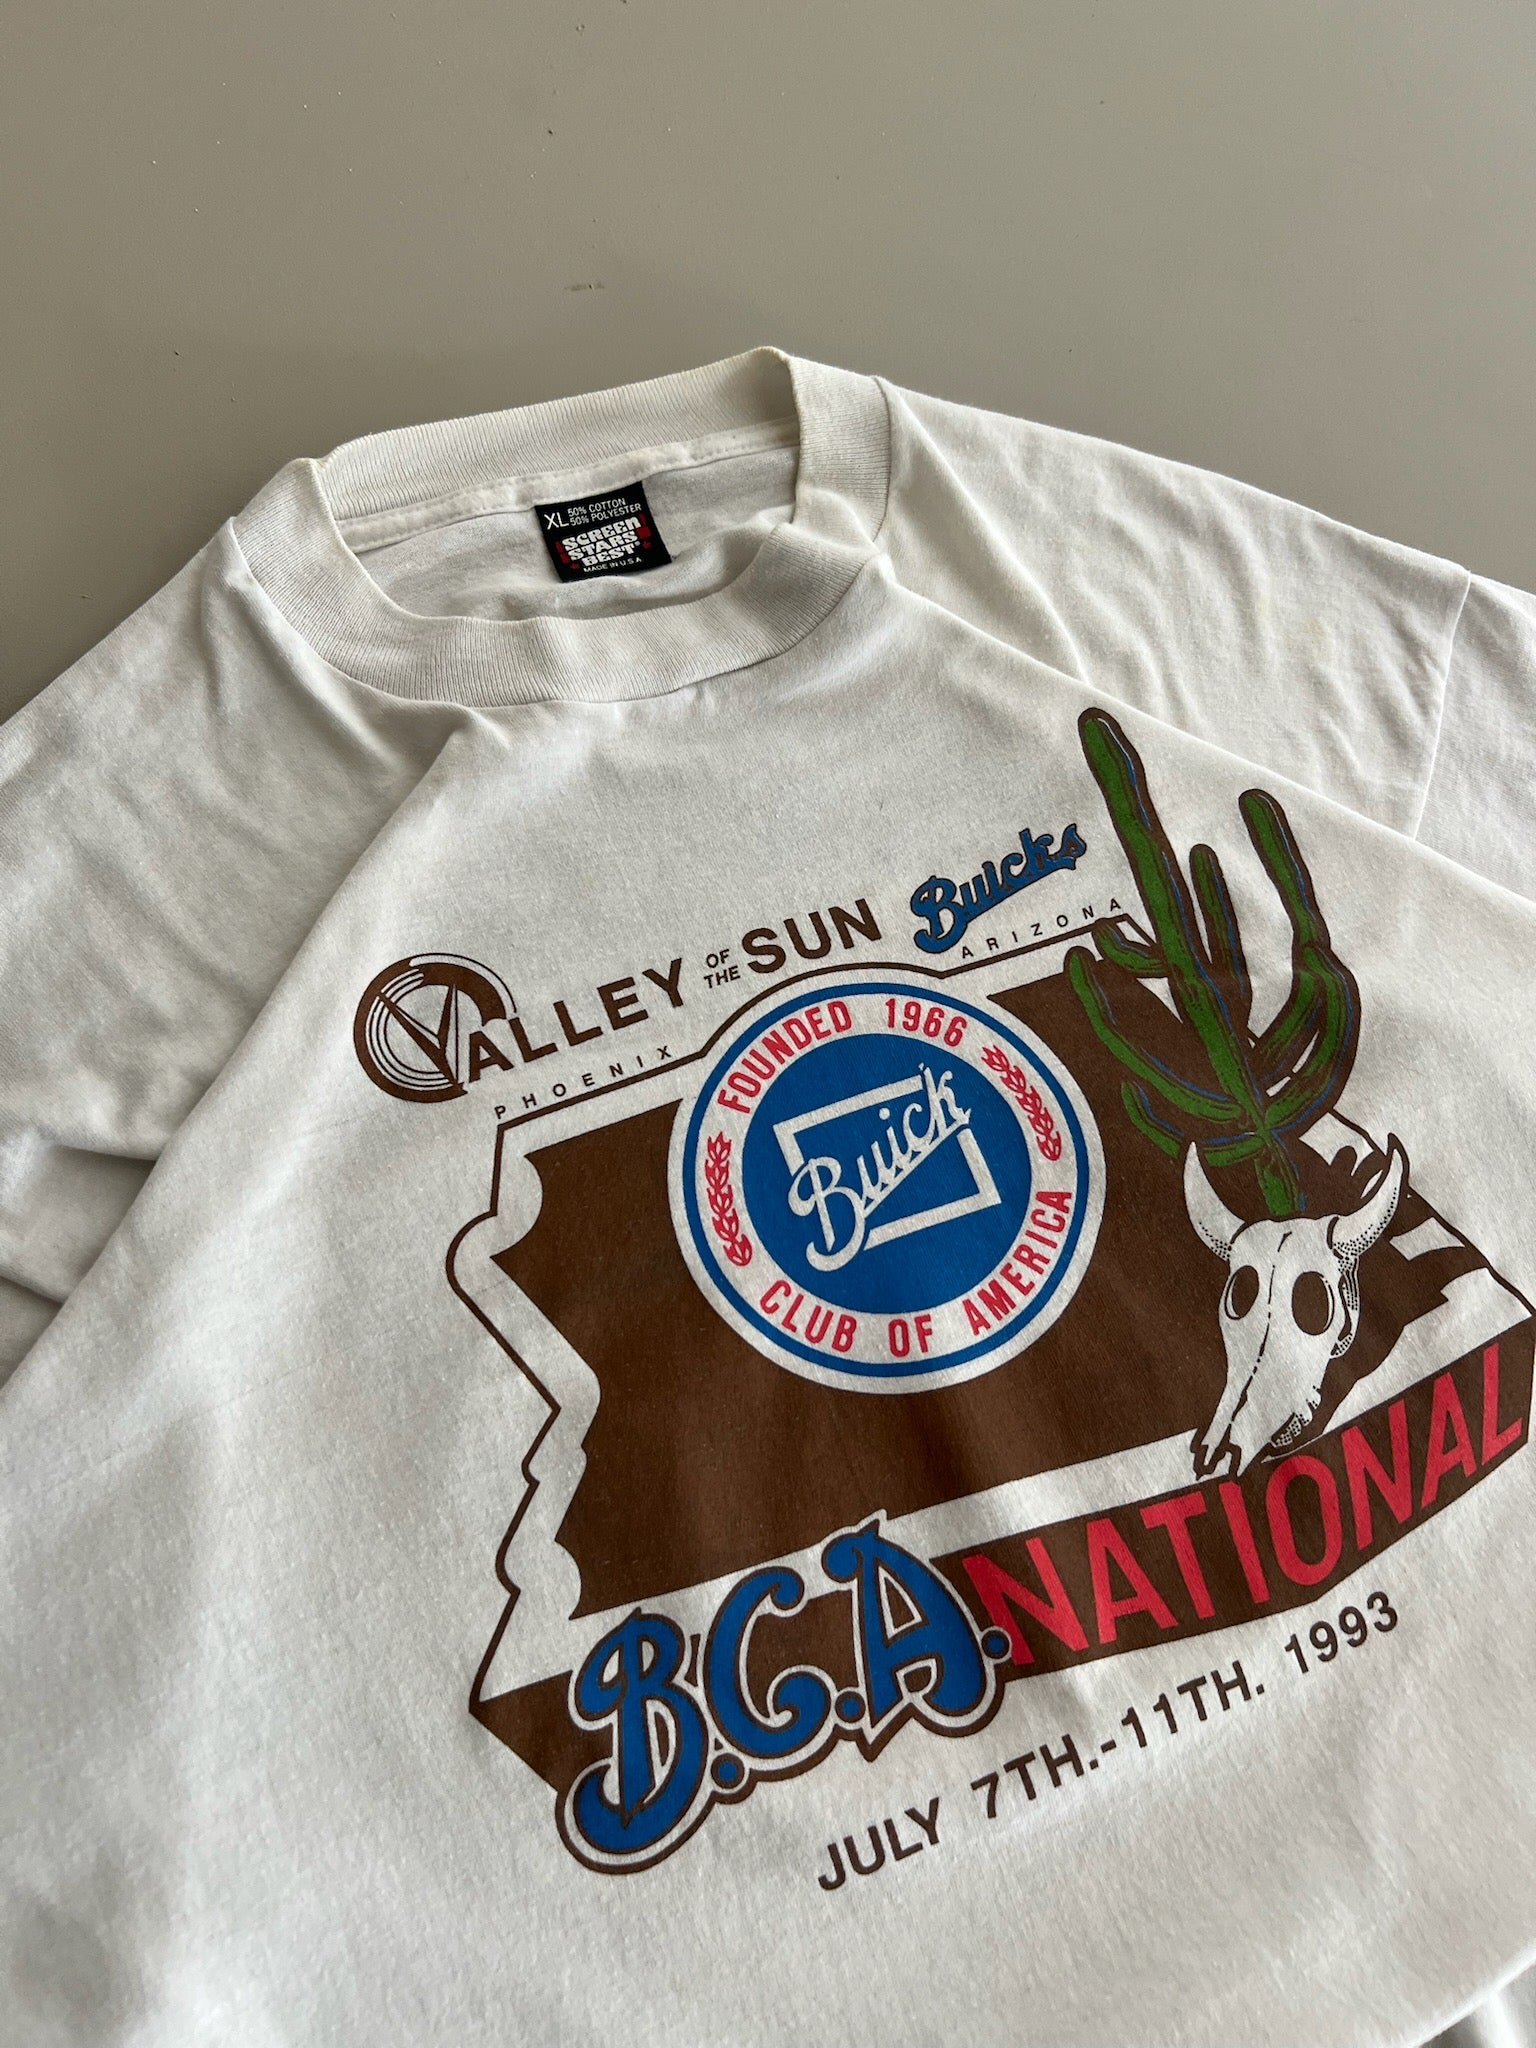 XL 50% COTTON
50% POLYESTER
SCREEN
STARS
BEST®
MADE IN U.S.A
VALLEY OF THE SUN Buicks
PHOENIX ARIZONA
FOUNDED 1966
Buick
CLUB OF AMERICA
B.C.A. NATIONAL
JULY 7TH.-11TH. 1993